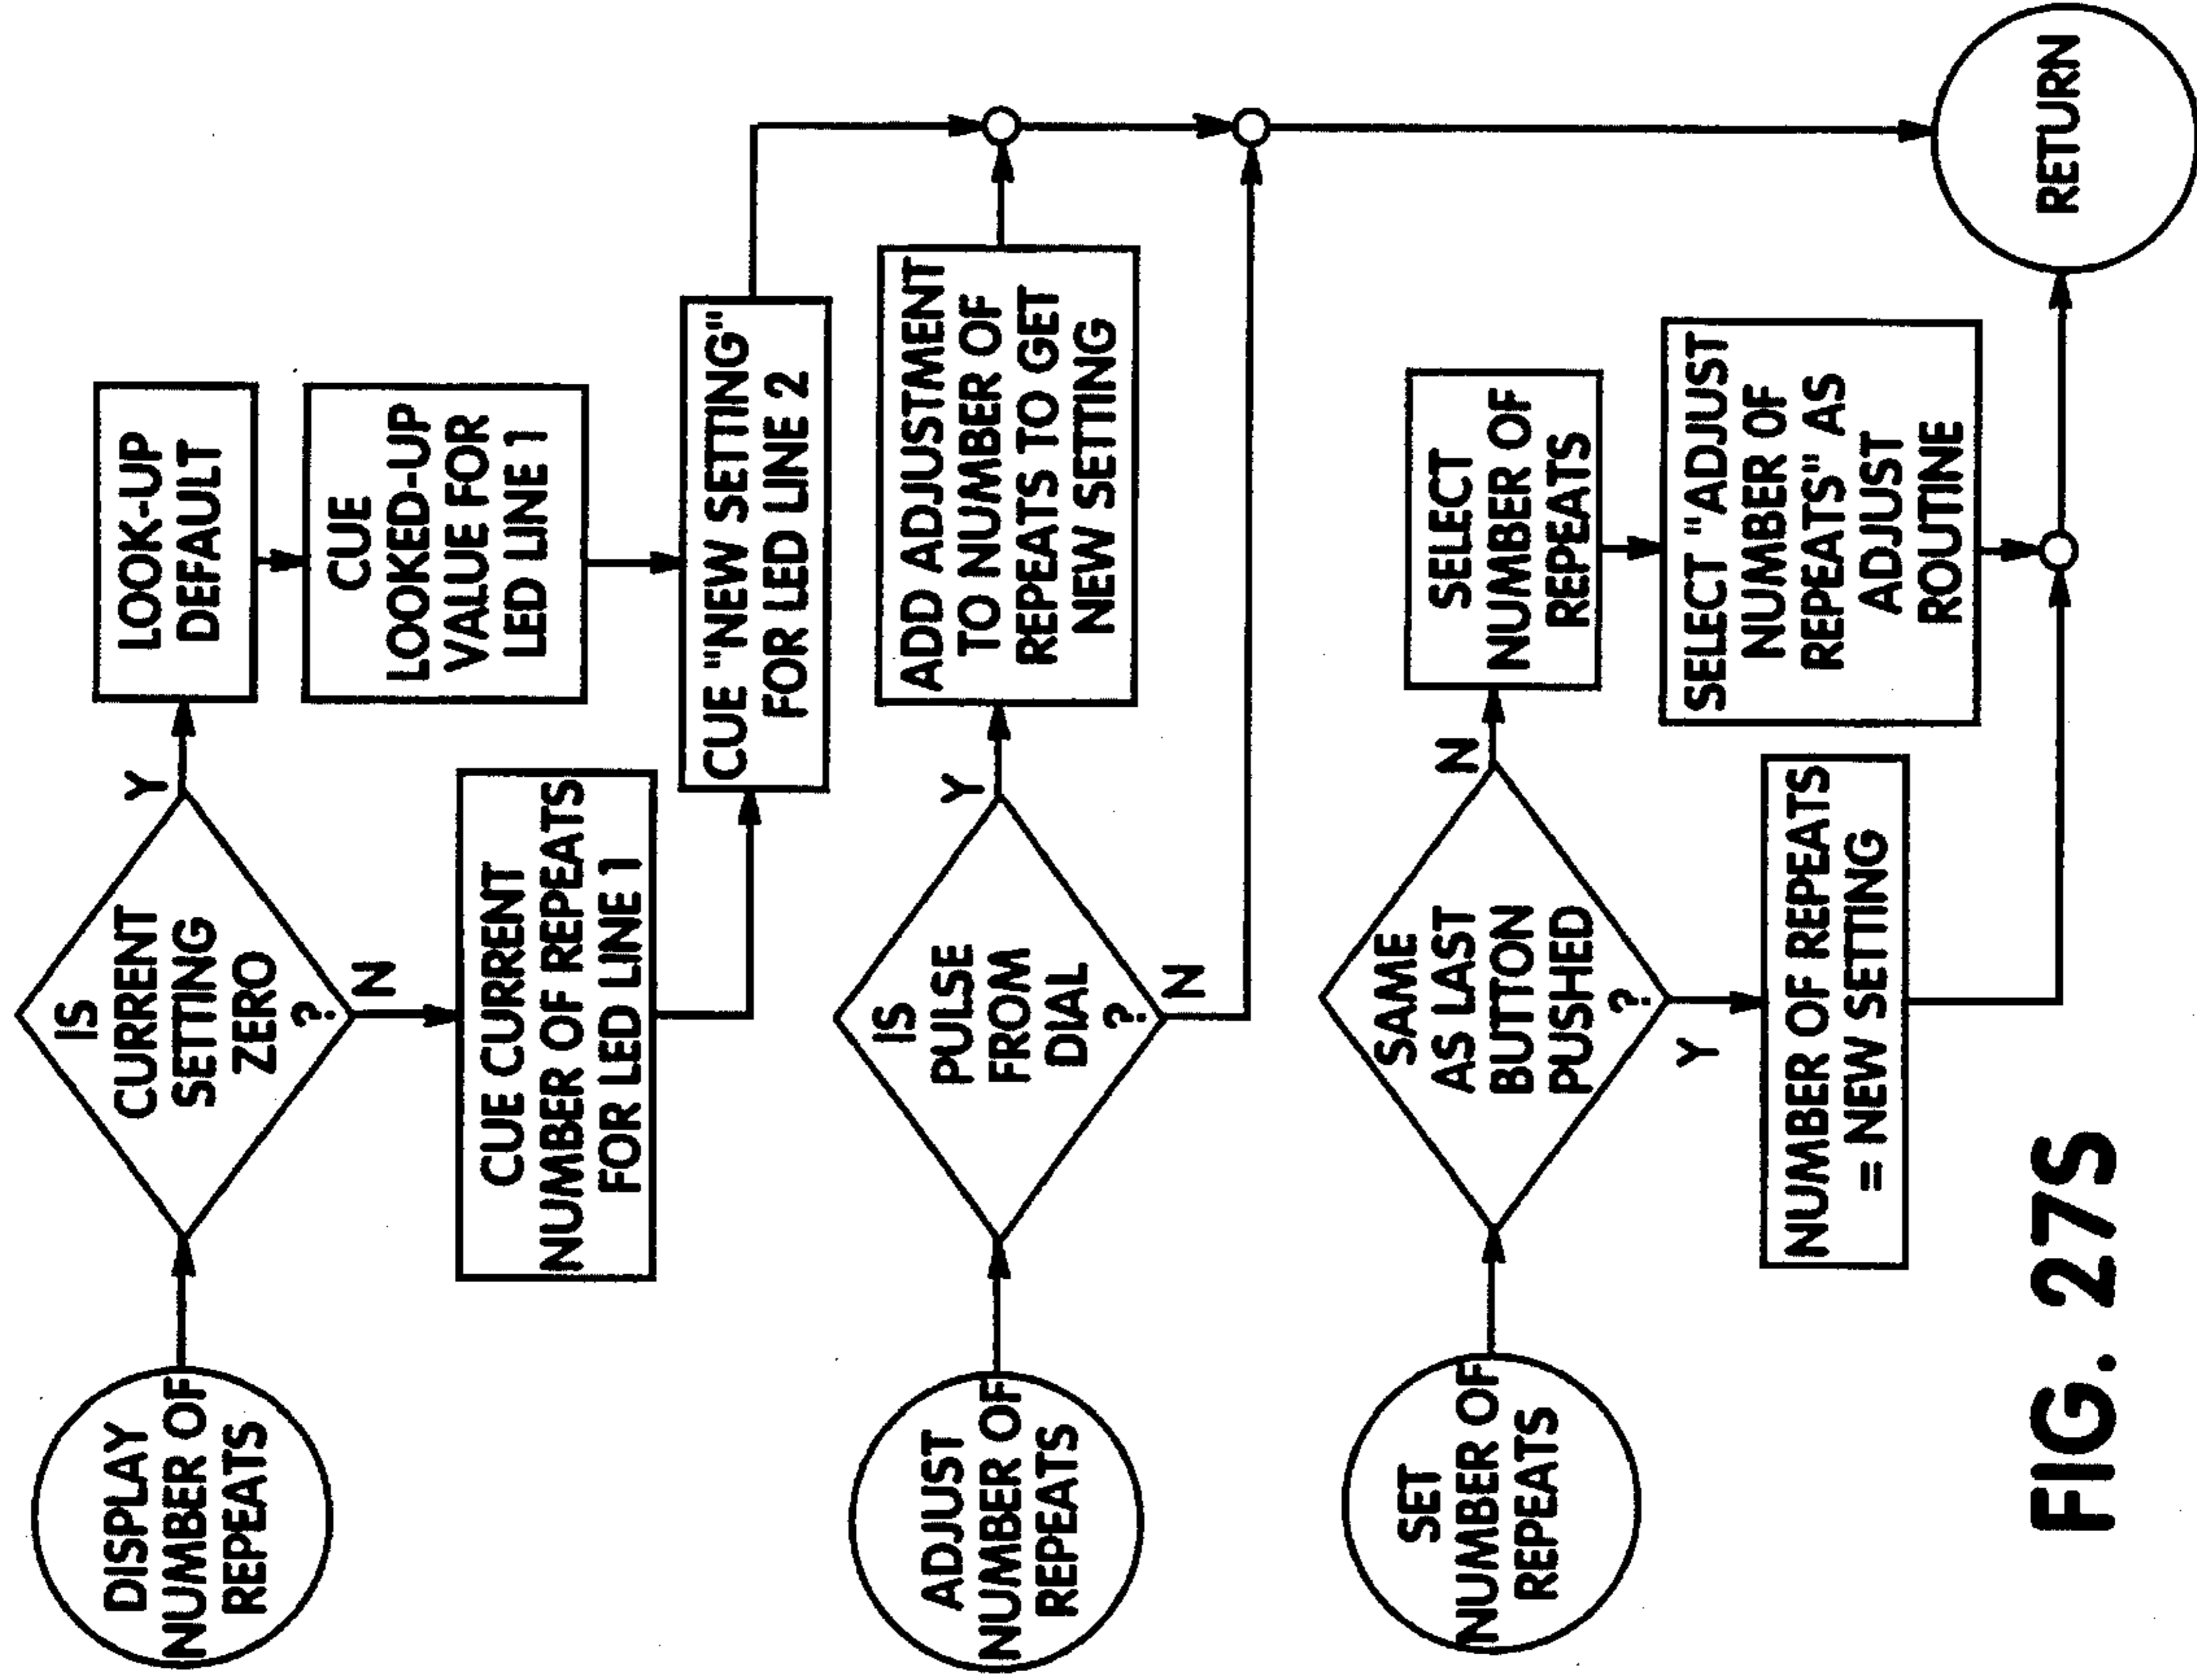 DISPLAY
NUMBER OF
REPEATS
IS
CURRENT
SETTING
ZERO
?
Y
LOOK-UP
DEFAULT
CUE
LOOKED-UP
VALUE FOR
LED LINE 1
N
CUE CURRENT
NUMBER OF REPEATS
FOR LED LINE 1
CUE "NEW SETTING"
FOR LED LINE 2
ADJUST
NUMBER OF
REPEATS
IS
PULSE
FROM
DIAL
?
Y
ADD ADJUSTMENT
TO NUMBER OF
REPEATS TO GET
NEW SETTING
N
SET
NUMBER OF
REPEATS
SAME
AS LAST
BUTTON
PUSHED
?
N
SELECT
NUMBER OF
REPEATS
SELECT "ADJUST
NUMBER OF
REPEATS" AS
ADJUST
ROUTINE
Y
NUMBER OF REPEATS
= NEW SETTING
RETURN
FIG. 27S